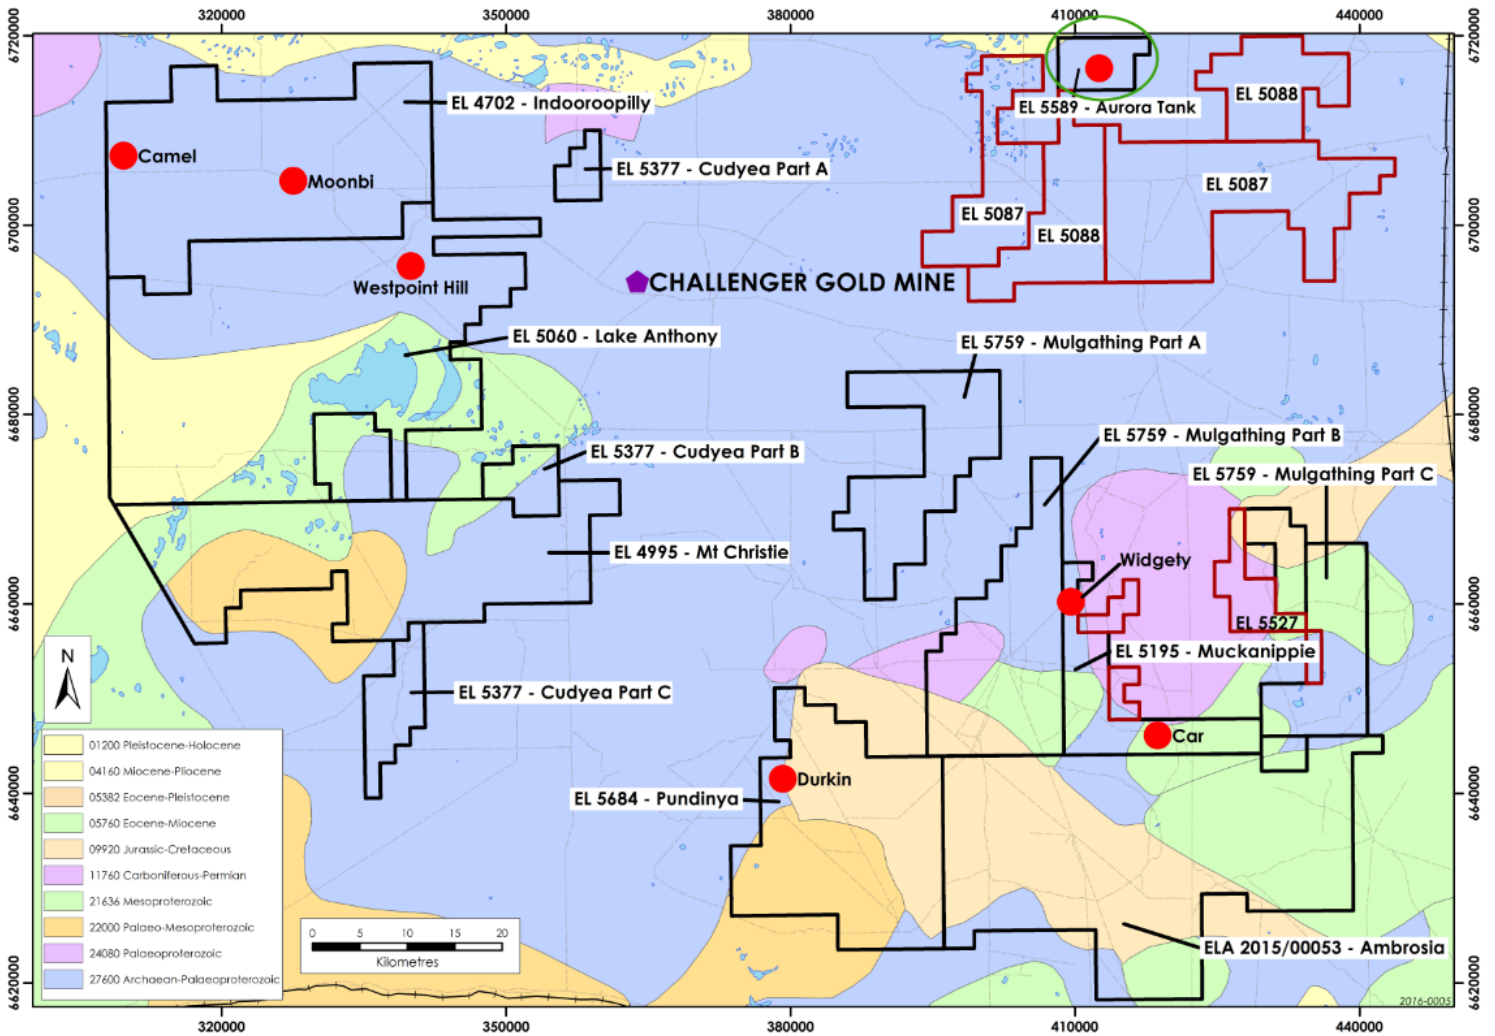 320000 350000 380000 410000 440000
6720000 6720000
EL 4702 - Indooroopilly
EL 5088
EL 5589 - Aurora Tank
Camel
Moonbi
EL 5377 - Cudyea Part A
EL 5087
6700000 6700000
EL 5087
EL 5088
Westpoint Hill
CHALLENGER GOLD MINE
EL 5060 - Lake Anthony
EL 5759 - Mulgathing Part A
6680000 6680000
EL 5759 - Mulgathing Part B
EL 5377 - Cudyea Part B
EL 5759 - Mulgathing Part C
EL 4995 - Mt Christie
Widgety
6660000 6660000
EL 5527
EL 5195 - Muckanippie
N
EL 5377 - Cudyea Part C
Car
01200 Pleistocene-Holocene
04160 Miocene-Pliocene
05382 Eocene-Pleistocene
05760 Eocene-Miocene
09920 Jurassic-Cretaceous
11760 Carboniferous-Permian
21636 Mesoproterozoic
22000 Palaeo-Mesoproterozoic
24080 Palaeoproterozoic
27600 Archaean-Palaeoproterozoic
Durkin
EL 5684 - Pundinya
6640000 6640000
0 5 10 15 20
Kilometres
ELA 2015/00053 - Ambrosia
6620000 6620000
2016-0005
320000 350000 380000 410000 440000